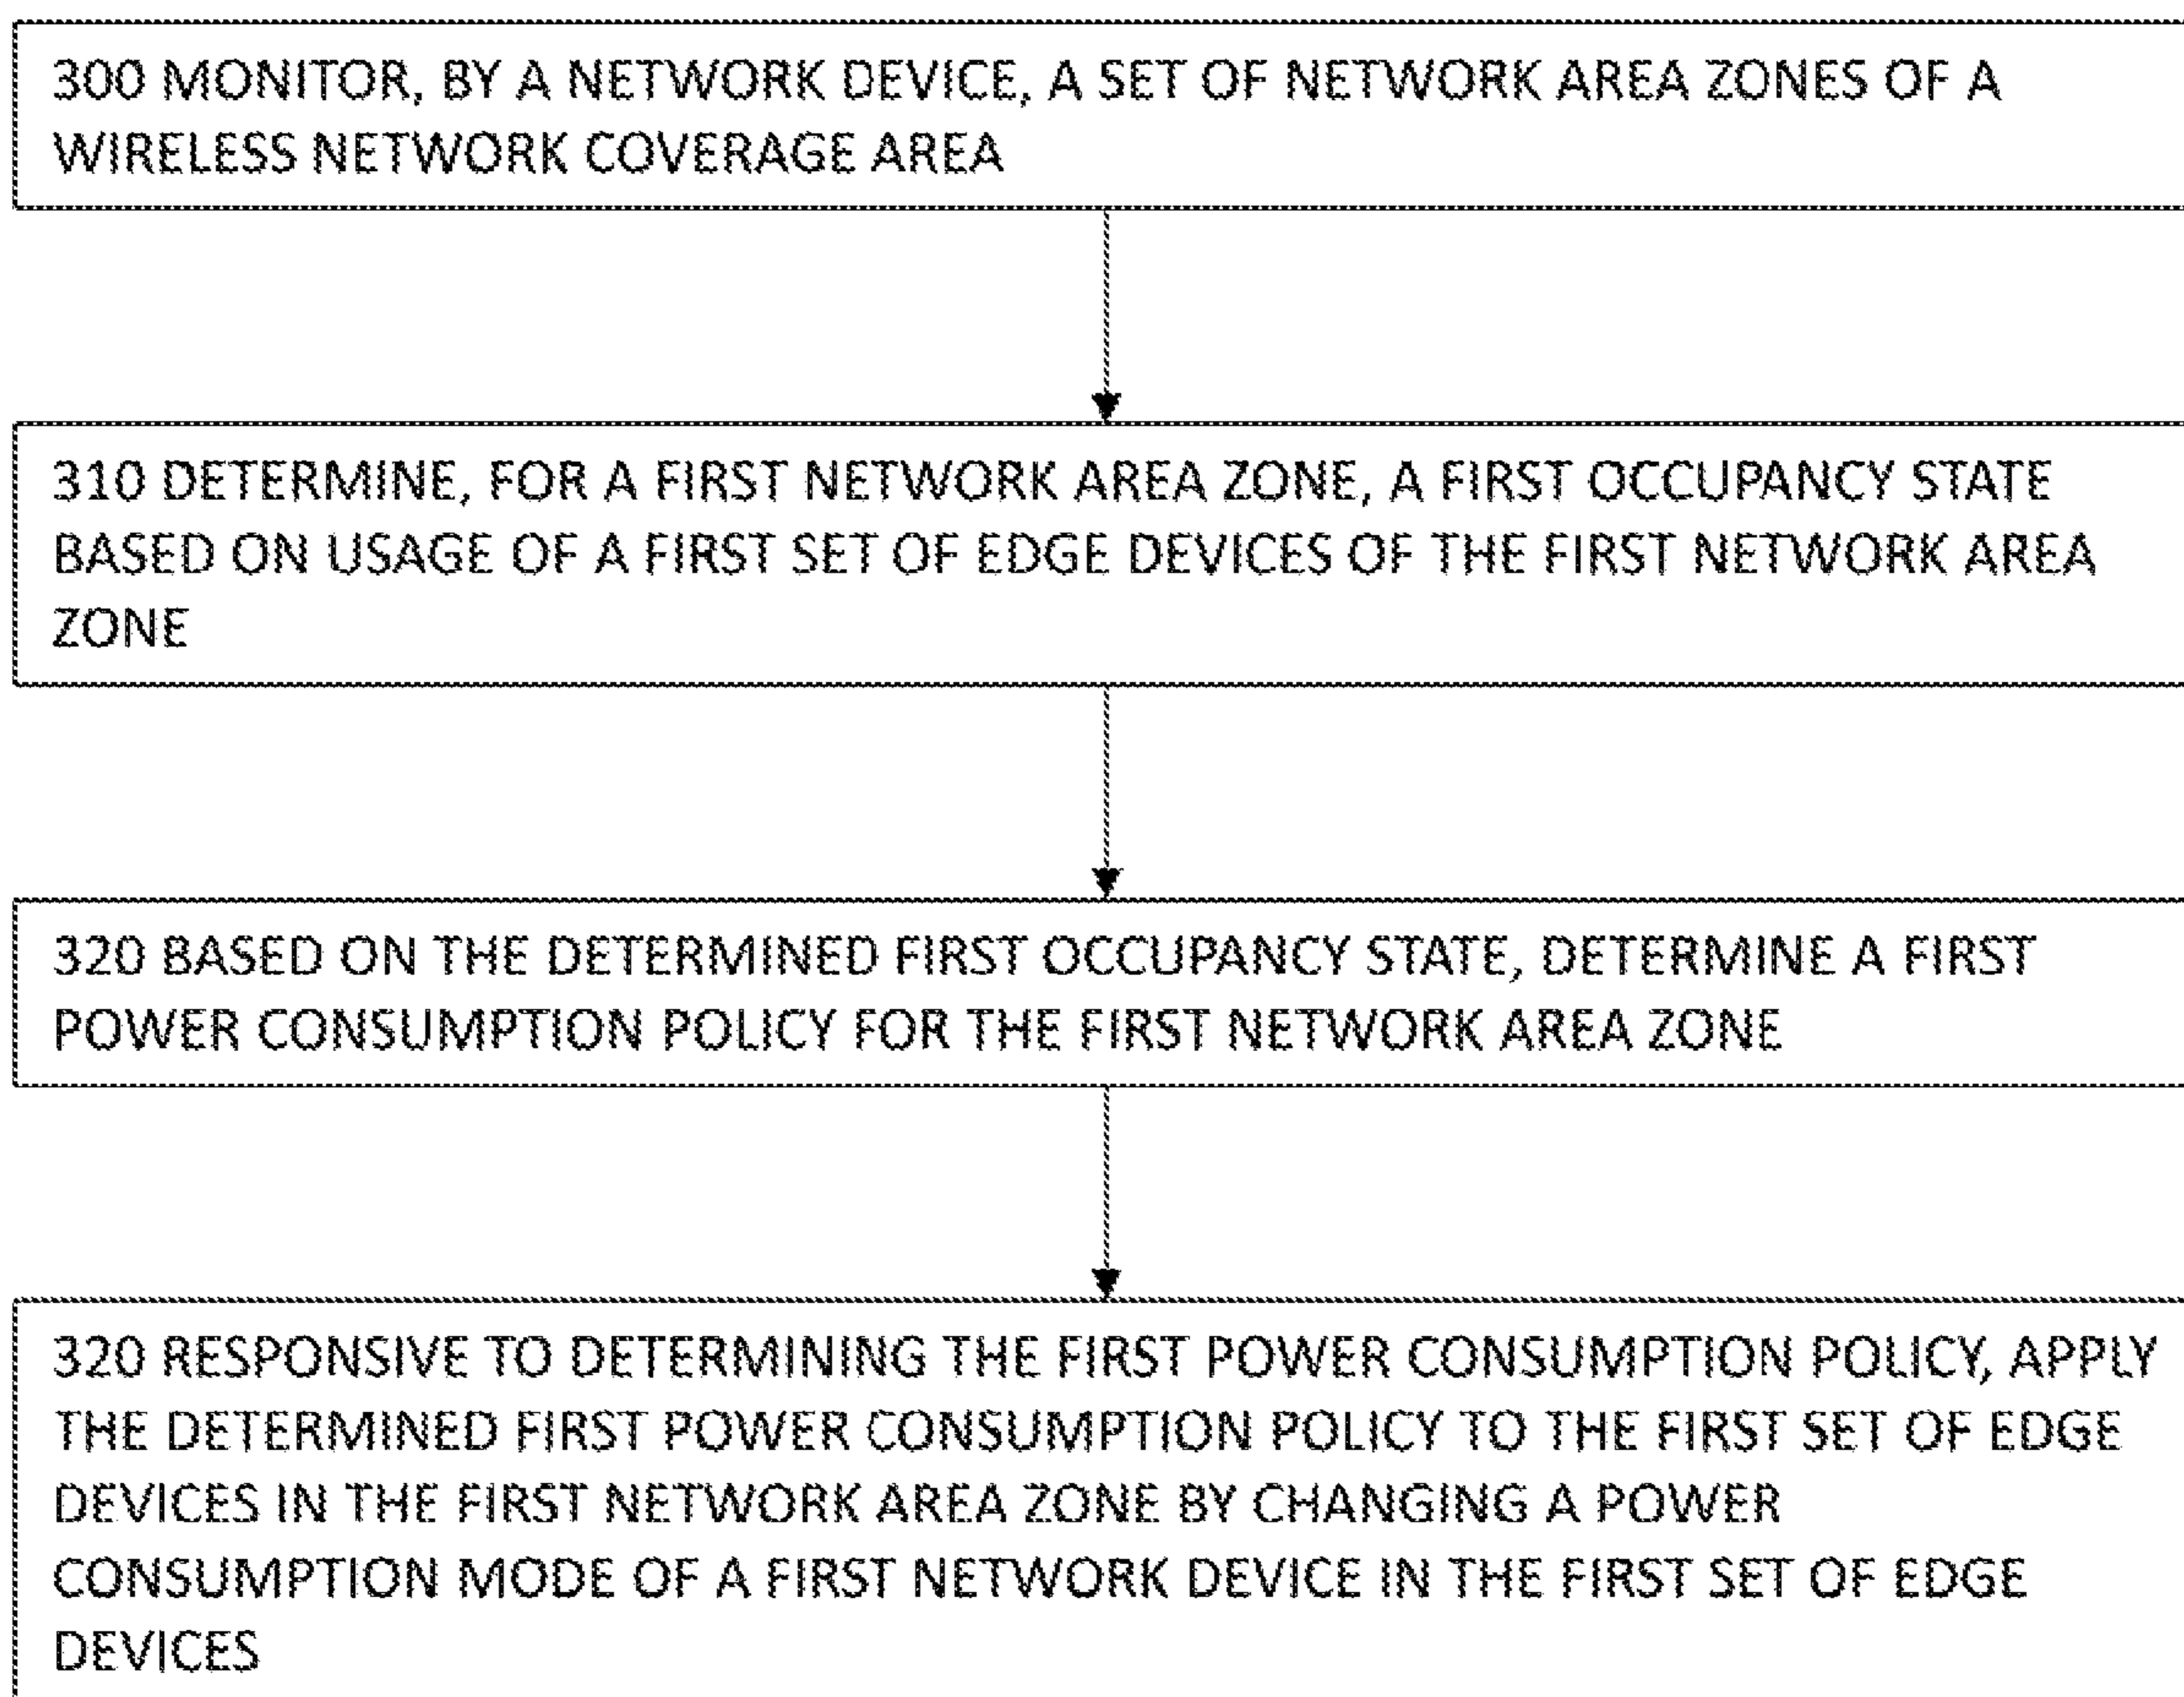 300 MONITOR, BY A NETWORK DEVICE, A SET OF NETWORK AREA ZONES OF A
WIRELESS NETWORK COVERAGE AREA
310 DETERMINE, FOR A FIRST NETWORK AREA ZONE, A FIRST OCCUPANCY STATE
BASED ON USAGE OF A FIRST SET OF EDGE DEVICES OF THE FIRST NETWORK AREA
ZONE
320 BASED ON THE DETERMINED FIRST OCCUPANCY STATE, DETERMINE A FIRST
POWER CONSUMPTION POLICY FOR THE FIRST NETWORK AREA ZONE
320 RESPONSIVE TO DETERMINING THE FIRST POWER CONSUMPTION POLICY, APPLY
THE DETERMINED FIRST POWER CONSUMPTION POLICY TO THE FIRST SET OF EDGE
DEVICES IN THE FIRST NETWORK AREA ZONE BY CHANGING A POWER
CONSUMPTION MODE OF A FIRST NETWORK DEVICE IN THE FIRST SET OF EDGE
DEVICES